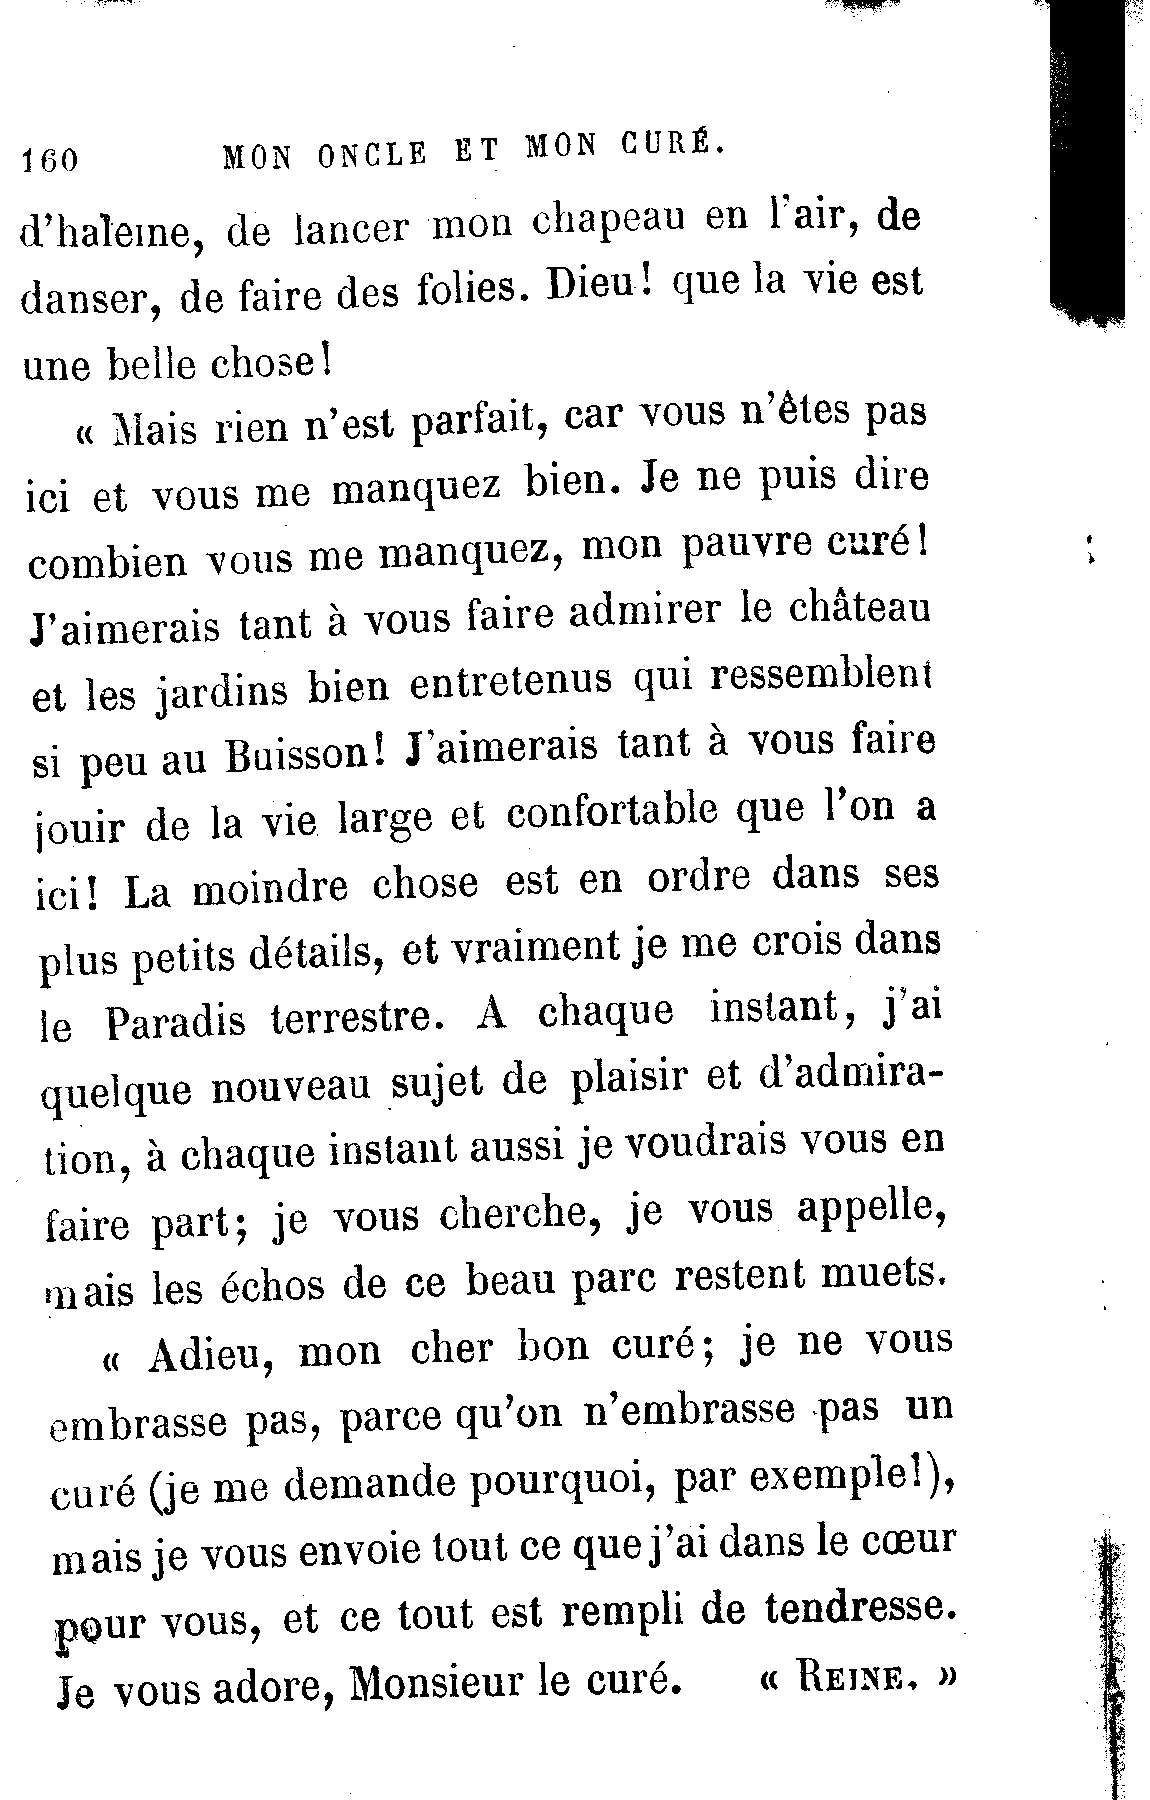 160 MON ONCLE ET MON CURÉ.
d'haleine, de lancer mon chapeau en l'air, de
danser, de faire des folies. Dieu! que la vie est
une belle chose!
« Mais rien n'est parfait, car vous n'êtes pas
ici et vous me manquez bien. Je ne puis dire
combien vous me manquez, mon pauvre curé!
J'aimerais tant à vous faire admirer le château
et les jardins bien entretenus qui ressemblent
si peu au Buisson! J'aimerais tant à vous faire
jouir de la vie large et confortable que l'on a
ici! La moindre chose est en ordre dans ses
plus petits détails, et vraiment je me crois dans
le Paradis terrestre. A chaque instant, j'ai
quelque nouveau sujet de plaisir et d'admira-
tion, à chaque instant aussi je voudrais vous en
faire part; je vous cherche, je vous appelle,
mais les échos de ce beau parc restent muets.
« Adieu, mon cher bon curé; je ne vous
embrasse pas, parce qu'on n'embrasse pas un
curé (je me demande pourquoi, par exemple!),
mais je vous envoie tout ce que j'ai dans le cœur
pour vous, et ce tout est rempli de tendresse.
Je vous adore, Monsieur le curé. « REINE. »